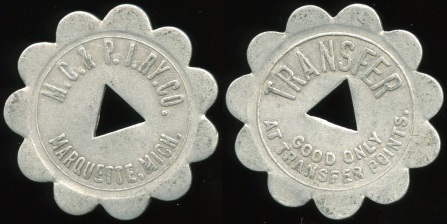 M.C.& P.I.RY CO.
MARQUETTE, MICH.
TRANSFER
GOOD ONLY
AT TRANSFER POINTS.